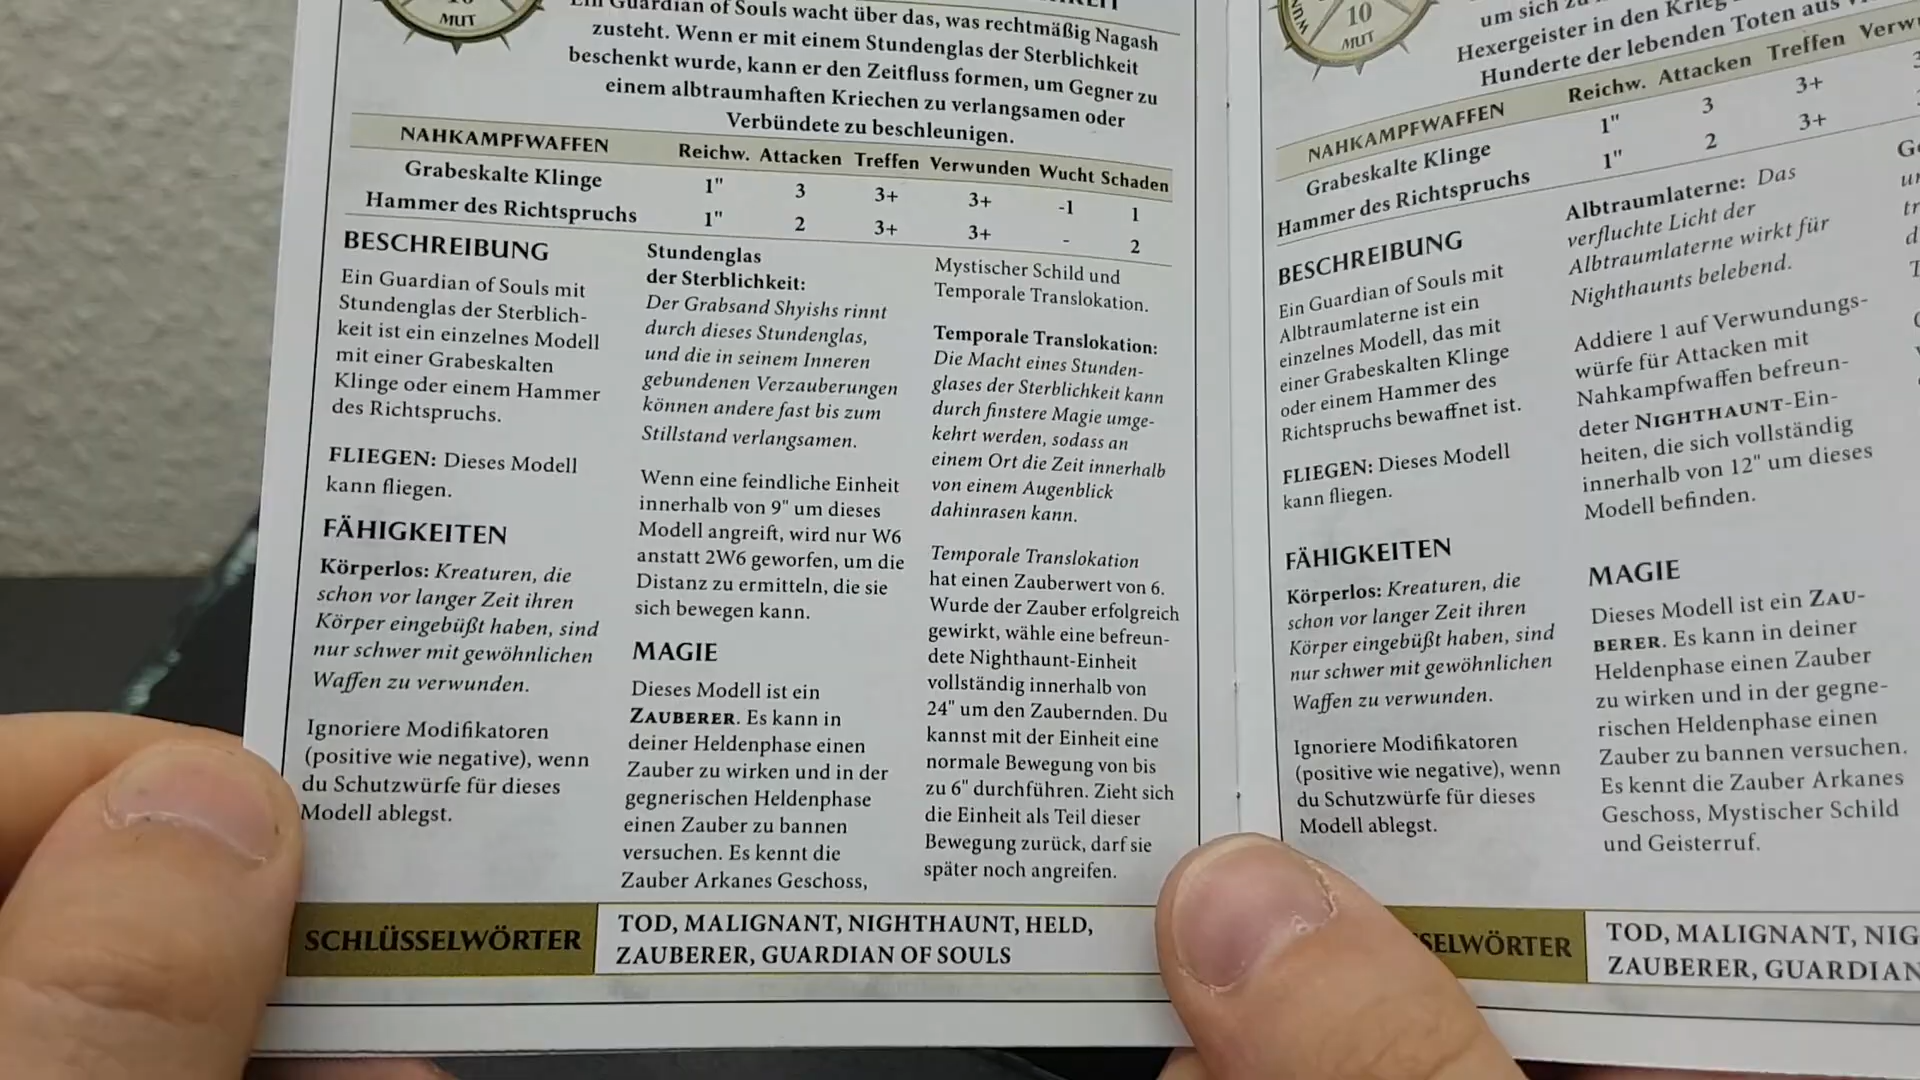 10
MUT
Ein Guardian of Souls wacht über das, was rechtmäßig Nagash
zusteht. Wenn er mit einem Stundenglas der Sterblichkeit
beschenkt wurde, kann er den Zeitfluss formen, um Gegner zu
einem albtraumhaften Kriechen zu verlangsamen oder
Verbündete zu beschleunigen.
NAHKAMPFWAFFEN Reichw. Attacken Treffen Verwunden Wucht Schaden
Grabeskalte Klinge 1" 3 3+ 3+ -1 1
Hammer des Richtspruchs 1" 2 3+ 3+ - 2
BESCHREIBUNG
Ein Guardian of Souls mit
Stundenglas der Sterblich-
keit ist ein einzelnes Modell
mit einer Grabeskalten
Klinge oder einem Hammer
des Richtspruchs.
FLIEGEN: Dieses Modell
kann fliegen.
FÄHIGKEITEN
Körperlos: Kreaturen, die
schon vor langer Zeit ihren
Körper eingebüßt haben, sind
nur schwer mit gewöhnlichen
Waffen zu verwunden.
Ignoriere Modifikatoren
(positive wie negative), wenn
du Schutzwürfe für dieses
Modell ablegst.
Stundenglas
der Sterblichkeit:
Der Grabsand Shyishs rinnt
durch dieses Stundenglas,
und die in seinem Inneren
gebundenen Verzauberungen
können andere fast bis zum
Stillstand verlangsamen.
Wenn eine feindliche Einheit
innerhalb von 9" um dieses
Modell angreift, wird nur W6
anstatt 2W6 geworfen, um die
Distanz zu ermitteln, die sie
sich bewegen kann.
MAGIE
Dieses Modell ist ein
ZAUBERER. Es kann in
deiner Heldenphase einen
Zauber zu wirken und in der
gegnerischen Heldenphase
einen Zauber zu bannen
versuchen. Es kennt die
Zauber Arkanes Geschoss,
Mystischer Schild und
Temporale Translokation.
Temporale Translokation:
Die Macht eines Stunden-
glases der Sterblichkeit kann
durch finstere Magie umge-
kehrt werden, sodass an
einem Ort die Zeit innerhalb
von einem Augenblick
dahinrasen kann.
Temporale Translokation
hat einen Zauberwert von 6.
Wurde der Zauber erfolgreich
gewirkt, wähle eine befreun-
dete Nighthaunt-Einheit
vollständig innerhalb von
24" um den Zaubernden. Du
kannst mit der Einheit eine
normale Bewegung von bis
zu 6" durchführen. Zieht sich
die Einheit als Teil dieser
Bewegung zurück, darf sie
später noch angreifen.
SCHLÜSSELWÖRTER
TOD, MALIGNANT, NIGHTHAUNT, HELD,
ZAUBERER, GUARDIAN OF SOULS
10
MUT
um sich zu
Hexergeister in den Krieg
Hunderte der lebenden Toten aus
NAHKAMPFWAFFEN Reichw. Attacken Treffen Verw
Grabeskalte Klinge 1" 3 3+
Hammer des Richtspruchs 1" 2 3+
BESCHREIBUNG
Ein Guardian of Souls mit
Albtraumlaterne ist ein
einzelnes Modell, das mit
einer Grabeskalten Klinge
oder einem Hammer des
Richtspruchs bewaffnet ist.
FLIEGEN: Dieses Modell
kann fliegen.
FÄHIGKEITEN
Körperlos: Kreaturen, die
schon vor langer Zeit ihren
Körper eingebüßt haben, sind
nur schwer mit gewöhnlichen
Waffen zu verwunden.
Ignoriere Modifikatoren
(positive wie negative), wenn
du Schutzwürfe für dieses
Modell ablegst.
Albtraumlaterne: Das
verfluchte Licht der
Albtraumlaterne wirkt für
Nighthaunts belebend.
Addiere 1 auf Verwundungs-
würfe für Attacken mit
Nahkampfwaffen befreun-
deter NIGHTHAUNT-Ein-
heiten, die sich vollständig
innerhalb von 12" um dieses
Modell befinden.
MAGIE
Dieses Modell ist ein ZAU-
BERER. Es kann in deiner
Heldenphase einen Zauber
zu wirken und in der gegne-
rischen Heldenphase einen
Zauber zu bannen versuchen.
Es kennt die Zauber Arkanes
Geschoss, Mystischer Schild
und Geisterruf.
SELWÖRTER
TOD, MALIGNANT, NIG
ZAUBERER, GUARDIAN